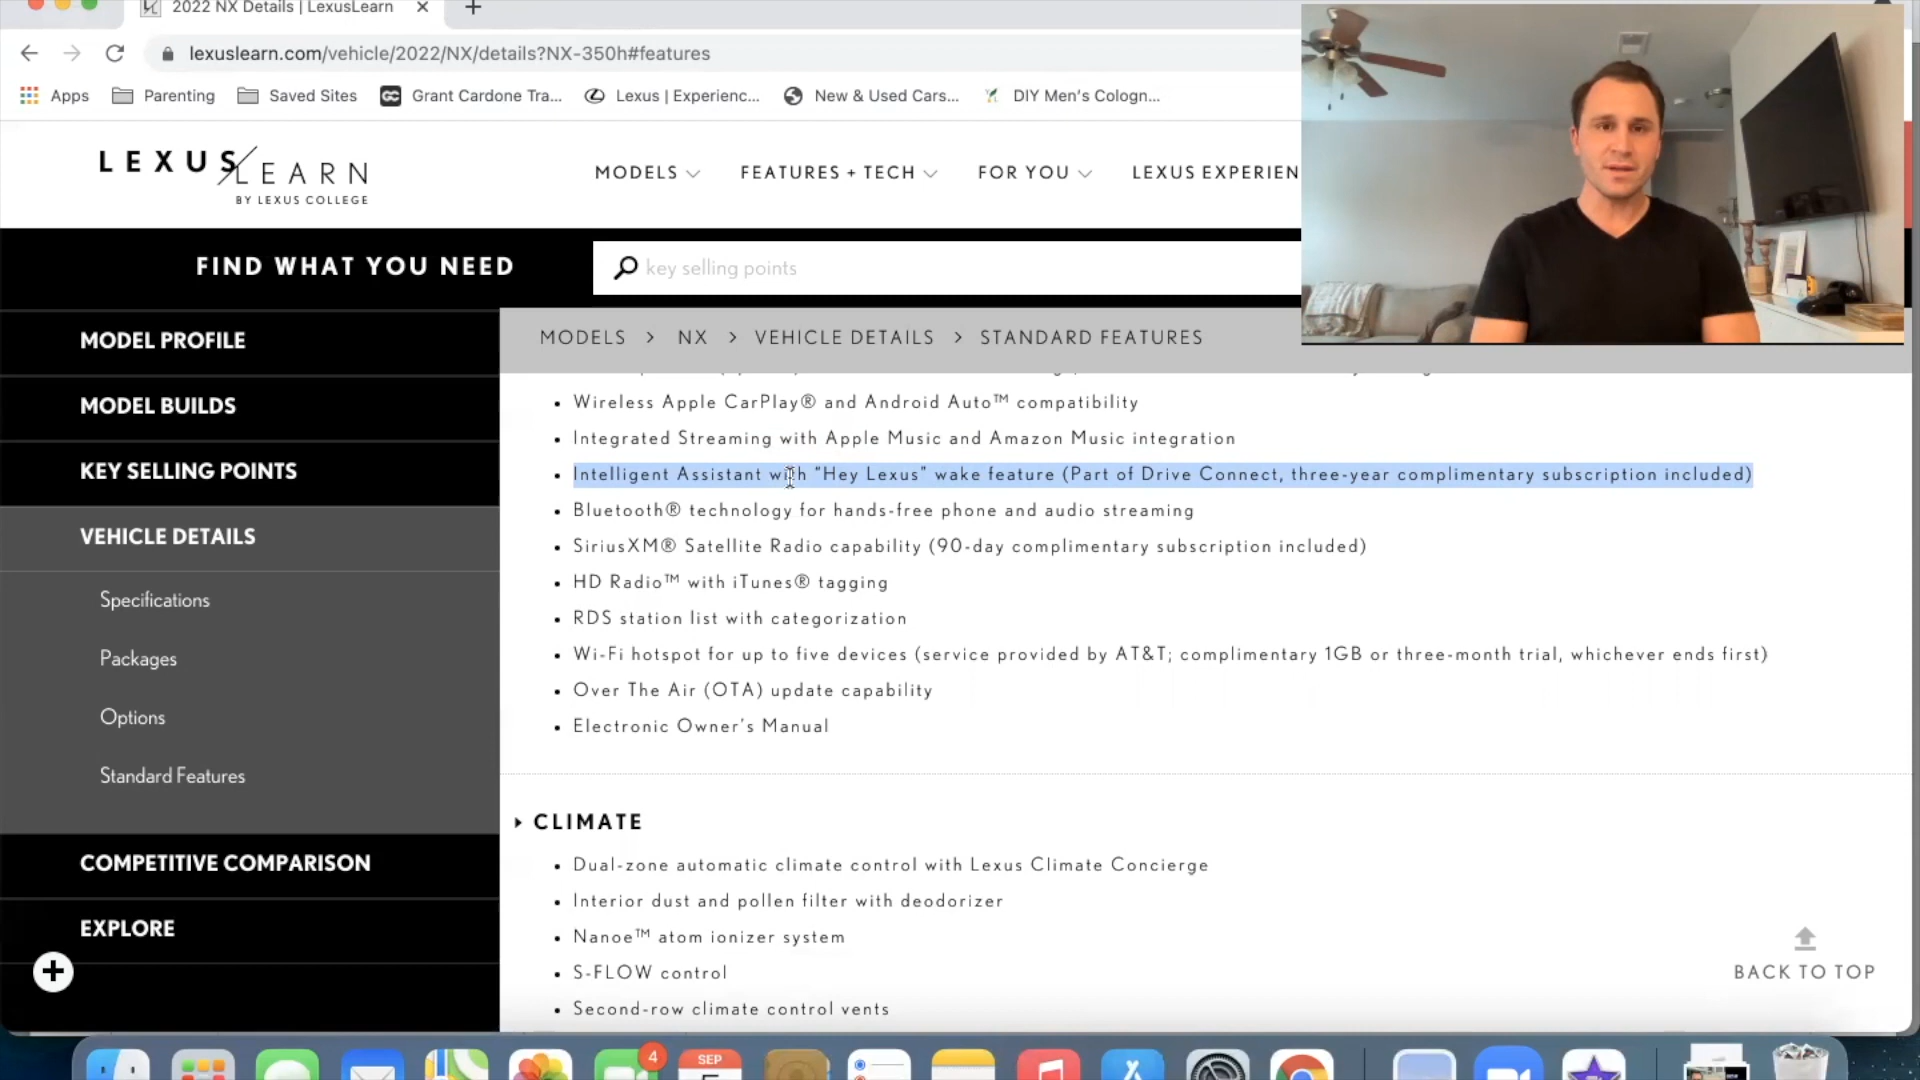 2022 NX Details | LexusLearn
lexuslearn.com/vehicle/2022/NX/details?NX-350h#features
Apps
Parenting
Saved Sites
GC
Grant Cardone Tra...
Lexus | Experienc...
New & Used Cars...
DIY Men's Cologn...
LEXUS
LEARN
BY LEXUS COLLEGE
MODELS
FEATURES + TECH
FOR YOU
LEXUS EXPERIEN
FIND WHAT YOU NEED
key selling points
MODELS > NX > VEHICLE DETAILS > STANDARD FEATURES
MODEL PROFILE
MODEL BUILDS
KEY SELLING POINTS
VEHICLE DETAILS
Specifications
Packages
Options
Standard Features
COMPETITIVE COMPARISON
EXPLORE
Wireless Apple CarPlay® and Android Auto™ compatibility
Integrated Streaming with Apple Music and Amazon Music integration
Intelligent Assistant with “Hey Lexus” wake feature (Part of Drive Connect, three-year complimentary subscription included)
Bluetooth® technology for hands-free phone and audio streaming
SiriusXM® Satellite Radio capability (90-day complimentary subscription included)
HD Radio™ with iTunes® tagging
RDS station list with categorization
Wi-Fi hotspot for up to five devices (service provided by AT&T; complimentary 1GB or three-month trial, whichever ends first)
Over The Air (OTA) update capability
Electronic Owner’s Manual
CLIMATE
Dual-zone automatic climate control with Lexus Climate Concierge
Interior dust and pollen filter with deodorizer
Nanoe™ atom ionizer system
S-FLOW control
Second-row climate control vents
BACK TO TOP
4
SEP